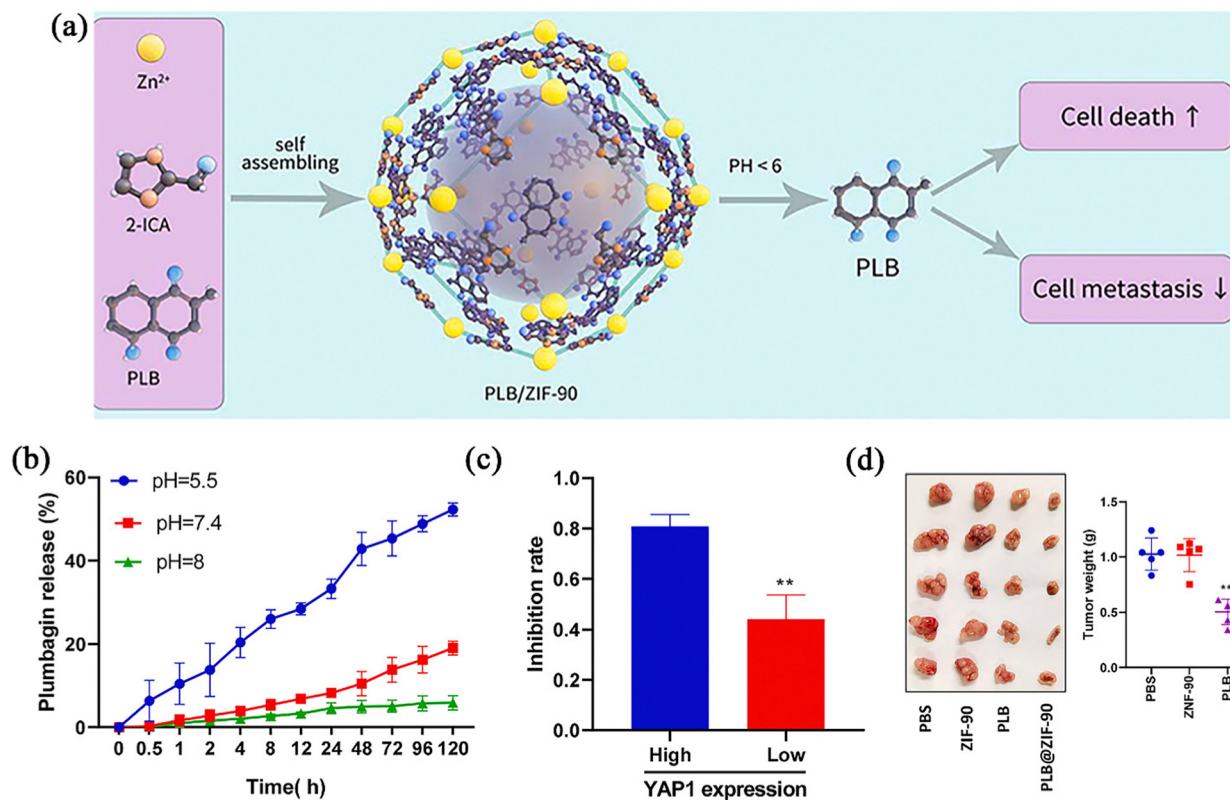 (a)
Zn2+
2-ICA
PLB
self
assembling
PLB/ZIF-90
PH < 6
PLB
Cell death ↑
Cell metastasis ↓
(b)
Plumbagin release (%)
60
40
20
0
pH=5.5
pH=7.4
pH=8
0 0.5 1 2 4 8 12 24 48 72 96 120
Time( h)
(c)
Inhibition rate
1.0
0.8
0.6
0.4
0.2
0.0
**
High Low
YAP1 expression
(d)
PBS ZIF-90 PLB PLB@ZIF-90
Tumor weight (g)
1.5
1.0
0.5
0.0
**
PBS ZNF-90 PLB